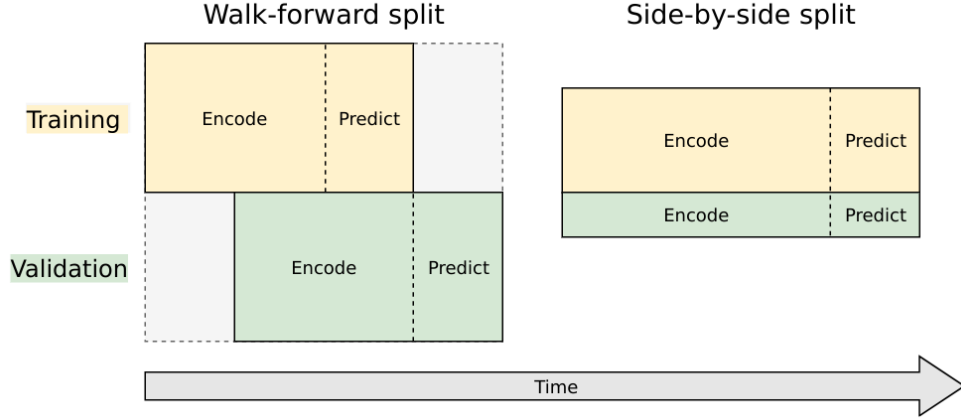 Walk-forward split
Side-by-side split
Training
Encode
Predict
Encode
Predict
Encode
Predict
Validation
Encode
Predict
Time